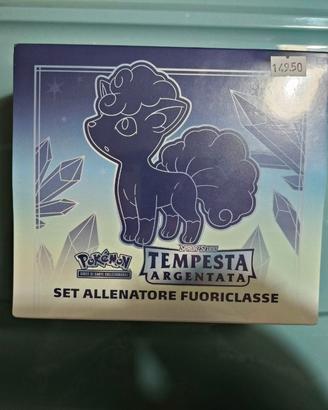 149.50
Pokémon
GIOCO DI CARTE COLLEZIONABILI
TEMPESTA
ARGENTATA
SET ALLENATORE FUORICLASSE